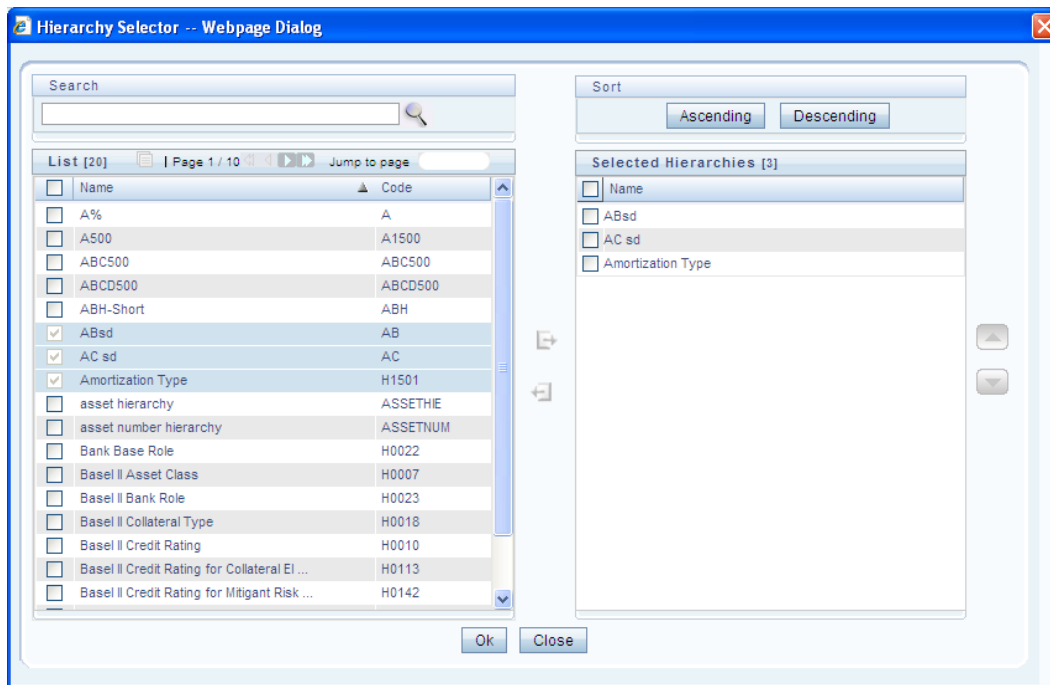 Hierarchy Selector -- Webpage Dialog
Search
Sort
Ascending Descending
List [20] | Page 1 / 10 Jump to page
Selected Hierarchies [3]
Name Code
Name
A% A
A500 A1500
ABC500 ABC500
ABCD500 ABCD500
ABH-Short ABH
ABsd AB
AC sd AC
Amortization Type H1501
asset hierarchy ASSETHIE
asset number hierarchy ASSETNUM
Bank Base Role H0022
Basel II Asset Class H0007
Basel II Bank Role H0023
Basel II Collateral Type H0018
Basel II Credit Rating H0010
Basel II Credit Rating for Collateral El ... H0113
Basel II Credit Rating for Mitigant Risk ... H0142
ABsd
AC sd
Amortization Type
Ok Close